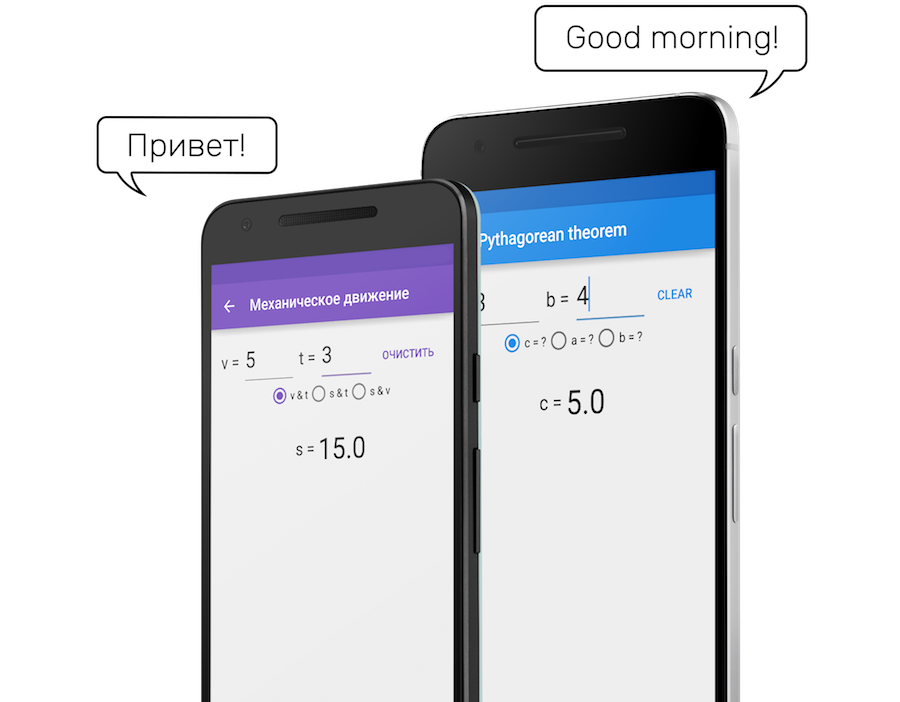 Good morning!
Привет!
Механическое движение
v = 5 t = 3 ОЧИСТИТЬ
v & t s & t s & v
s = 15.0
Pythagorean theorem
3 b = 4 CLEAR
c = ? a = ? b = ?
c = 5.0